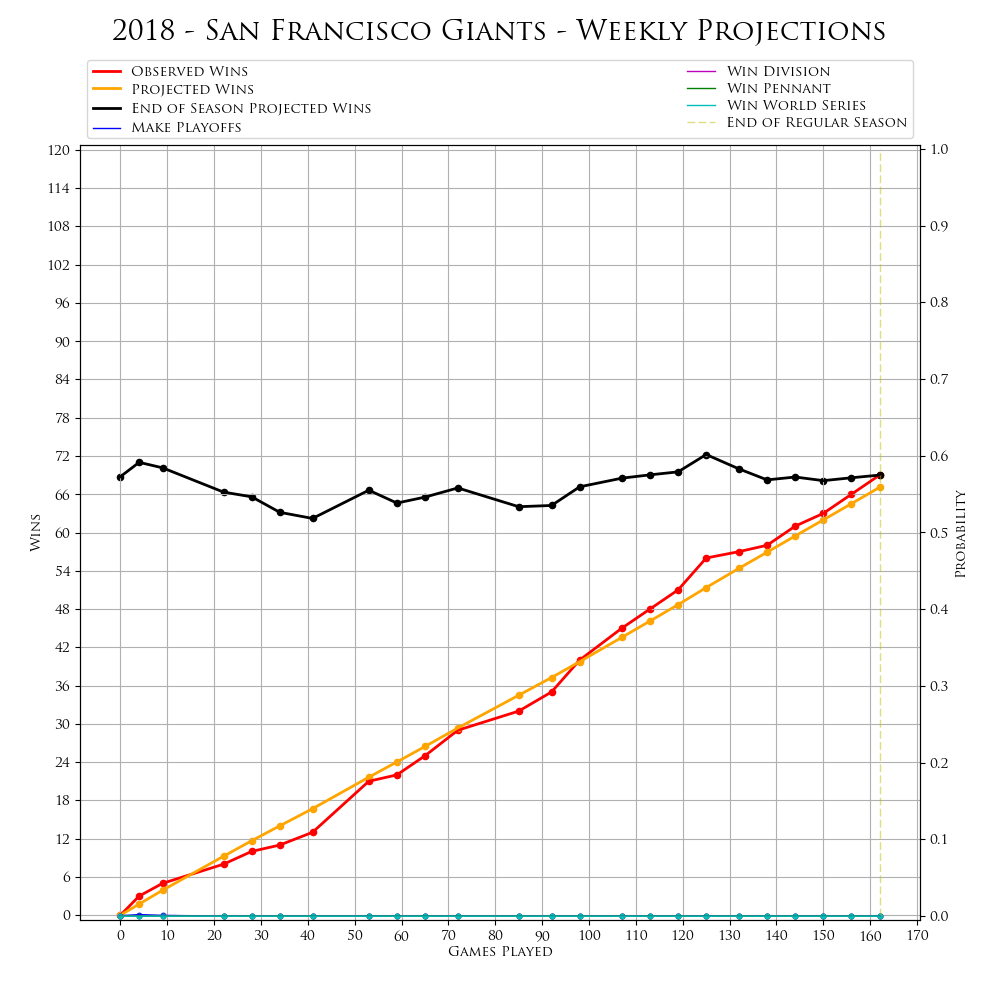 2018 - San Francisco Giants - Weekly Projections
Observed Wins
Projected Wins
End of Season Projected Wins
Make Playoffs
Win Division
Win Pennant
Win World Series
End of Regular Season
120
114
108
102
96
90
84
78
72
66
60
54
48
42
36
30
24
18
12
6
0
Wins
1.0
0.9
0.8
0.7
0.6
0.5
0.4
0.3
0.2
0.1
0.0
Probability
0 10 20 30 40 50 60 70 80 90 100 110 120 130 140 150 160 170
Games Played